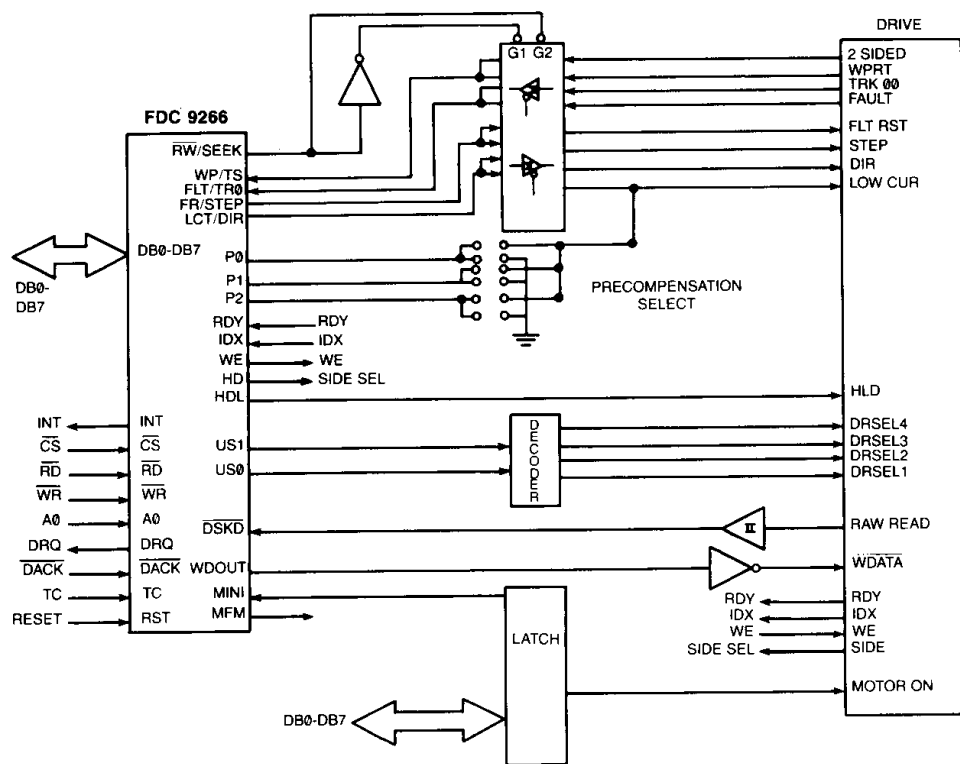 DRIVE
G1 G2
2 SIDED
WPRT
TRK 00
FAULT
FLT RST
STEP
DIR
LOW CUR
FDC 9266
RW/SEEK
WP/TS
FLT/TR0
FR/STEP
LCT/DIR
DB0-DB7
DB0-
DB7
P0
P1
P2
PRECOMPENSATION
SELECT
RDY
RDY
IDX
IDX
WE
WE
HD
SIDE SEL
HDL
HLD
INT
INT
CS
CS
RD
RD
WR
WR
A0
A0
DRQ
DRQ
DACK
DACK
TC
TC
RESET
RST
US1
US0
DECODER
DRSEL4
DRSEL3
DRSEL2
DRSEL1
DSKD
RAW READ
WDOUT
WDATA
MINI
MFM
LATCH
RDY
RDY
IDX
IDX
WE
WE
SIDE SEL
SIDE
MOTOR ON
DB0-DB7